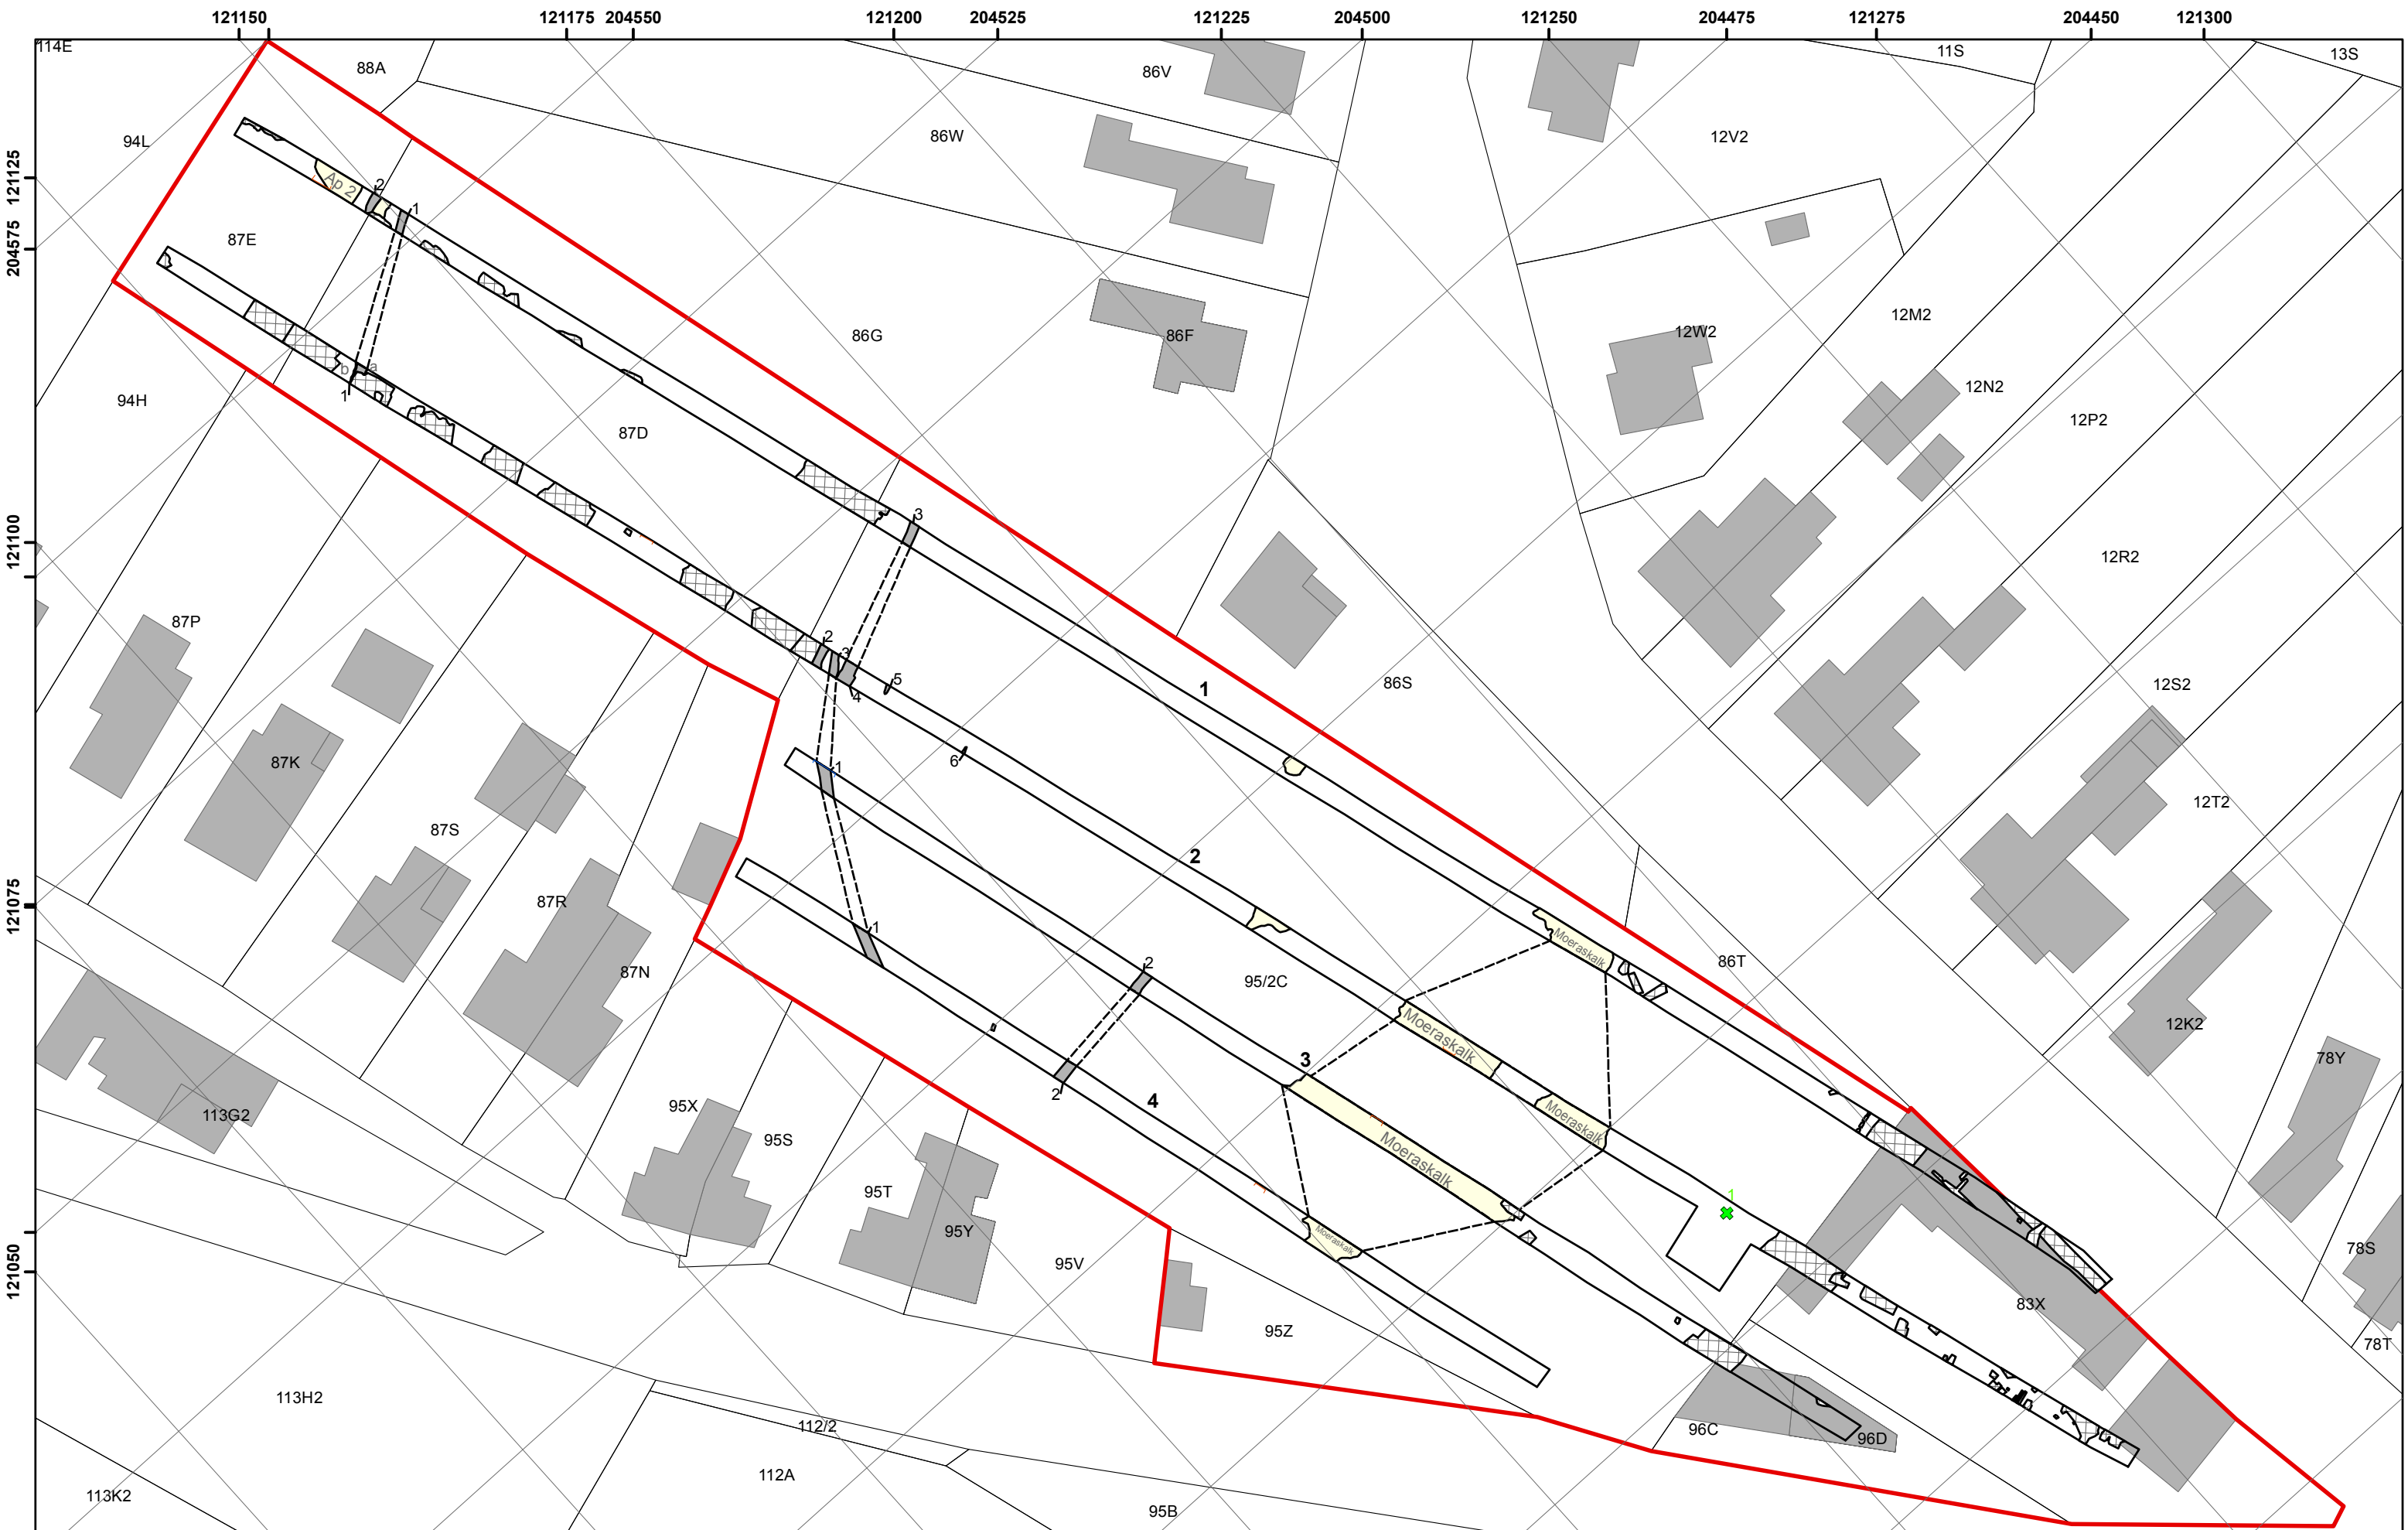 121150 121175 204550 121200 204525 121225 204500 121250 204475 121275 204450 121300
114E
88A
86V
11S
13S
94L
86W
12V2
121125
204575
Ap 2
2
1
87E
86G
86F
12W2
12M2
12N2
12P2
94H
b
a
1
87D
121100
3
12R2
87P
2
3
4
5
6
1
86S
12S2
87K
1
87S
2
12T2
121075
87R
1
87N
2
95/2C
Moeraskalk
86T
Moeraskalk
12K2
78Y
3
113G2
95X
95S
2
4
Moeraskalk
Moeraskalk
95T
95Y
1
Moeraskalk
95V
78S
121050
95Z
83X
78T
113H2
112/2
96C
96D
112A
113K2
95B